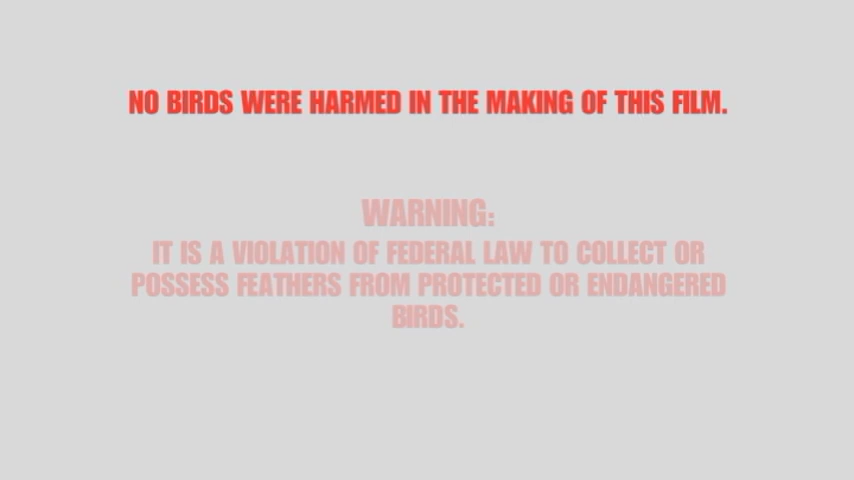 NO BIRDS WERE HARMED IN THE MAKING OF THIS FILM.
WARNING:
IT IS A VIOLATION OF FEDERAL LAW TO COLLECT OR
POSSESS FEATHERS FROM PROTECTED OR ENDANGERED
BIRDS.